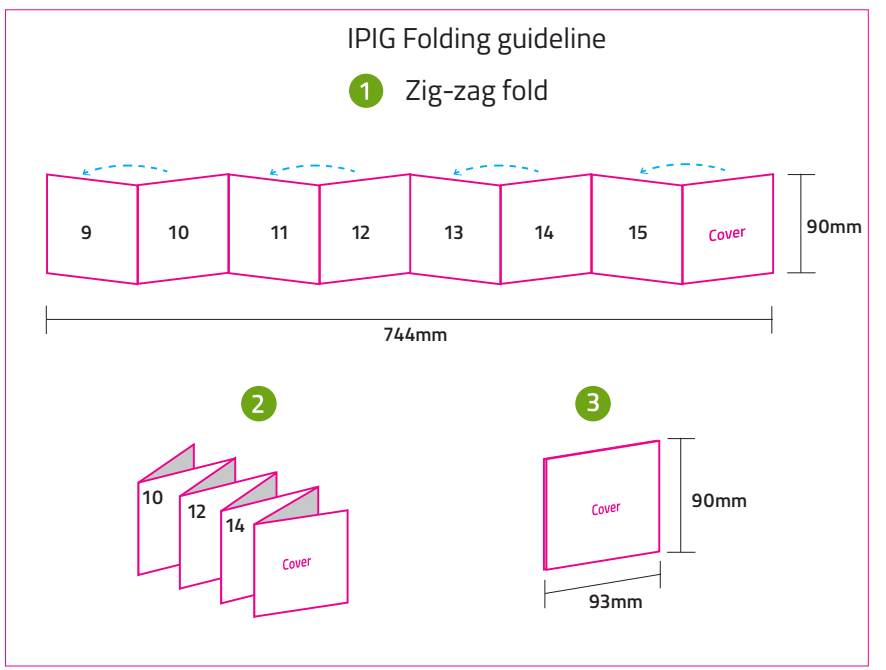 IPIG Folding guideline
1 Zig-zag fold
9 10 11 12 13 14 15 Cover
90mm
744mm
2
10
12
14
Cover
3
Cover
90mm
93mm